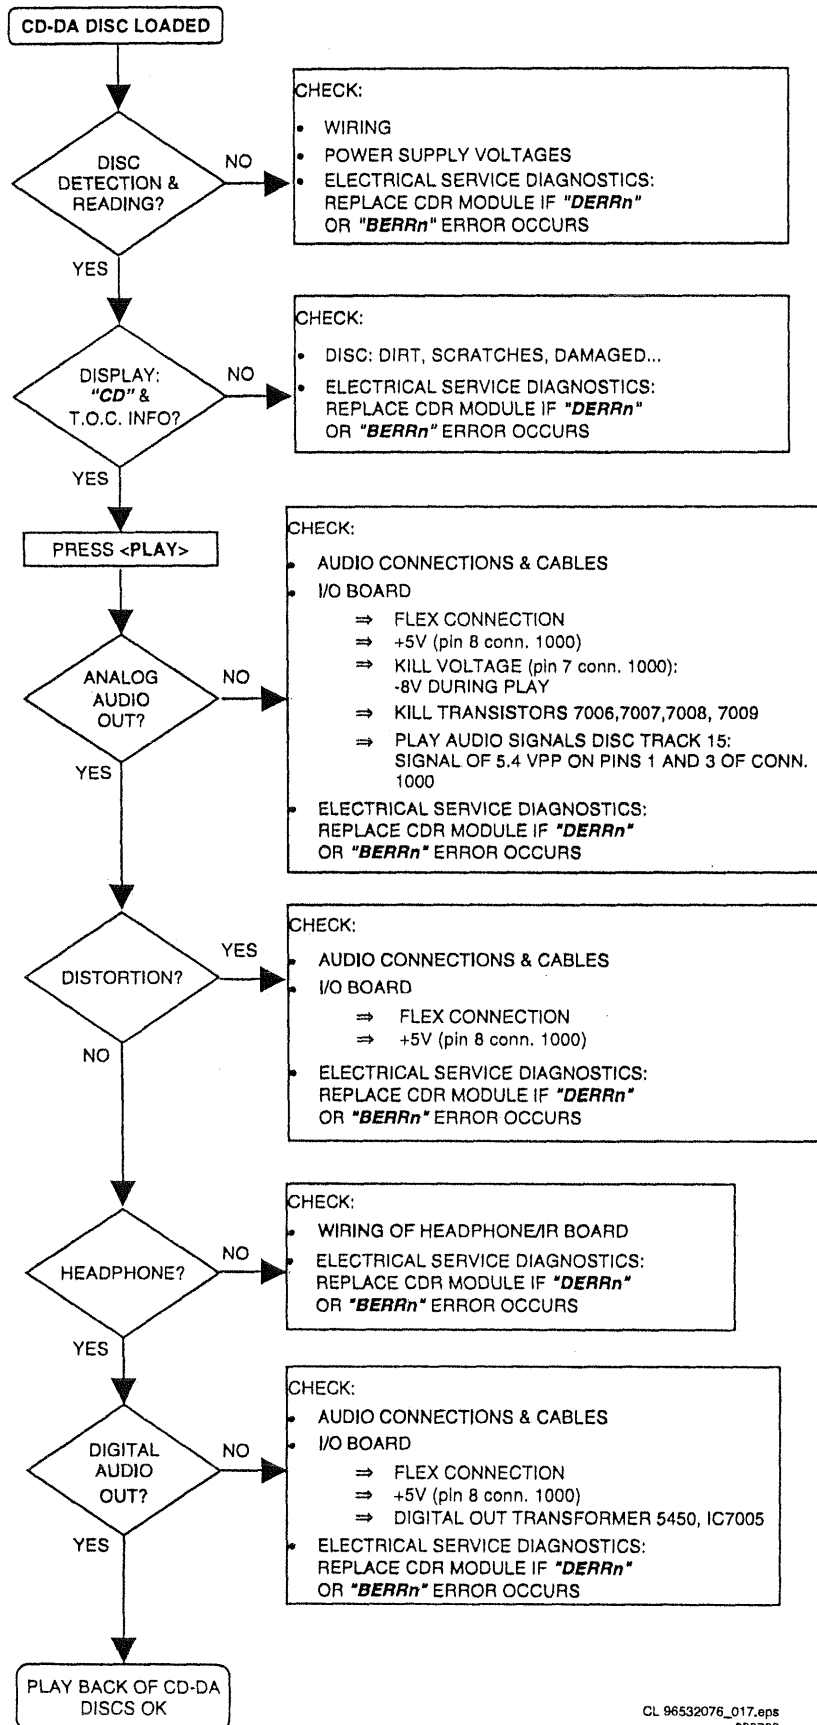 CD-DA DISC LOADED
DISC
DETECTION &
READING?
NO
YES
CHECK:
• WIRING
• POWER SUPPLY VOLTAGES
• ELECTRICAL SERVICE DIAGNOSTICS:
REPLACE CDR MODULE IF "DERRn"
OR "BERRn" ERROR OCCURS
DISPLAY:
"CD" &
T.O.C. INFO?
NO
YES
CHECK:
• DISC: DIRT, SCRATCHES, DAMAGED...
• ELECTRICAL SERVICE DIAGNOSTICS:
REPLACE CDR MODULE IF "DERRn"
OR "BERRn" ERROR OCCURS
PRESS <PLAY>
ANALOG
AUDIO
OUT?
NO
YES
CHECK:
• AUDIO CONNECTIONS & CABLES
• I/O BOARD
⇒ FLEX CONNECTION
⇒ +5V (pin 8 conn. 1000)
⇒ KILL VOLTAGE (pin 7 conn. 1000):
-8V DURING PLAY
⇒ KILL TRANSISTORS 7006,7007,7008, 7009
⇒ PLAY AUDIO SIGNALS DISC TRACK 15:
SIGNAL OF 5.4 VPP ON PINS 1 AND 3 OF CONN.
1000
• ELECTRICAL SERVICE DIAGNOSTICS:
REPLACE CDR MODULE IF "DERRn"
OR "BERRn" ERROR OCCURS
DISTORTION?
YES
NO
CHECK:
• AUDIO CONNECTIONS & CABLES
• I/O BOARD
⇒ FLEX CONNECTION
⇒ +5V (pin 8 conn. 1000)
• ELECTRICAL SERVICE DIAGNOSTICS:
REPLACE CDR MODULE IF "DERRn"
OR "BERRn" ERROR OCCURS
HEADPHONE?
NO
YES
CHECK:
• WIRING OF HEADPHONE/IR BOARD
• ELECTRICAL SERVICE DIAGNOSTICS:
REPLACE CDR MODULE IF "DERRn"
OR "BERRn" ERROR OCCURS
DIGITAL
AUDIO
OUT?
NO
YES
CHECK:
• AUDIO CONNECTIONS & CABLES
• I/O BOARD
⇒ FLEX CONNECTION
⇒ +5V (pin 8 conn. 1000)
⇒ DIGITAL OUT TRANSFORMER 5450, IC7005
• ELECTRICAL SERVICE DIAGNOSTICS:
REPLACE CDR MODULE IF "DERRn"
OR "BERRn" ERROR OCCURS
PLAY BACK OF CD-DA
DISCS OK
CL 96532076_017.eps